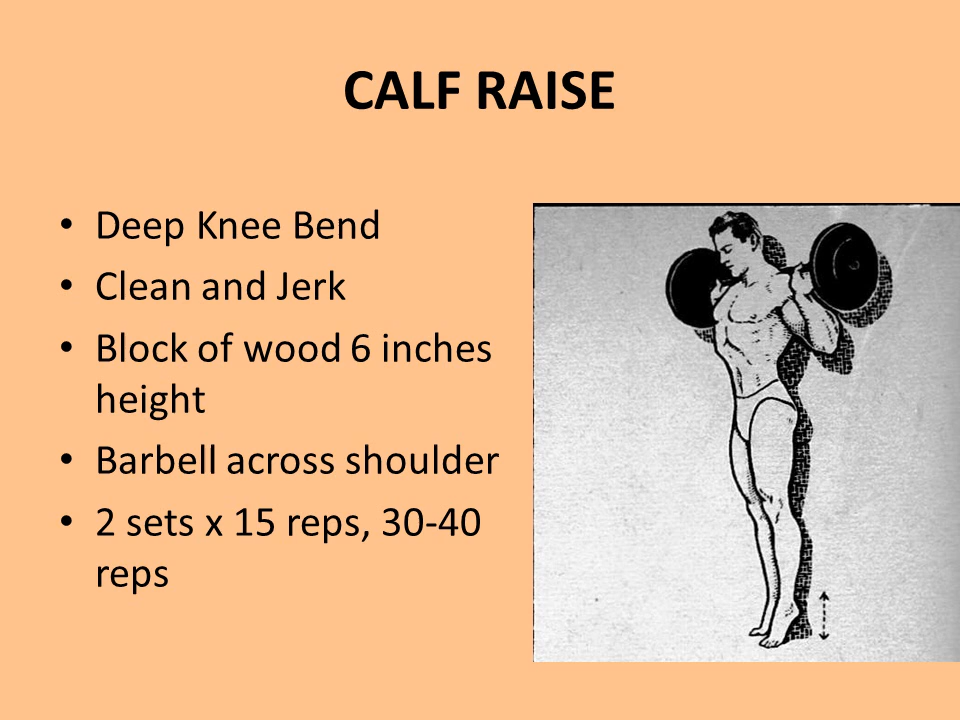 CALF RAISE
• Deep Knee Bend
• Clean and Jerk
• Block of wood 6 inches
height
• Barbell across shoulder
• 2 sets x 15 reps, 30-40
reps